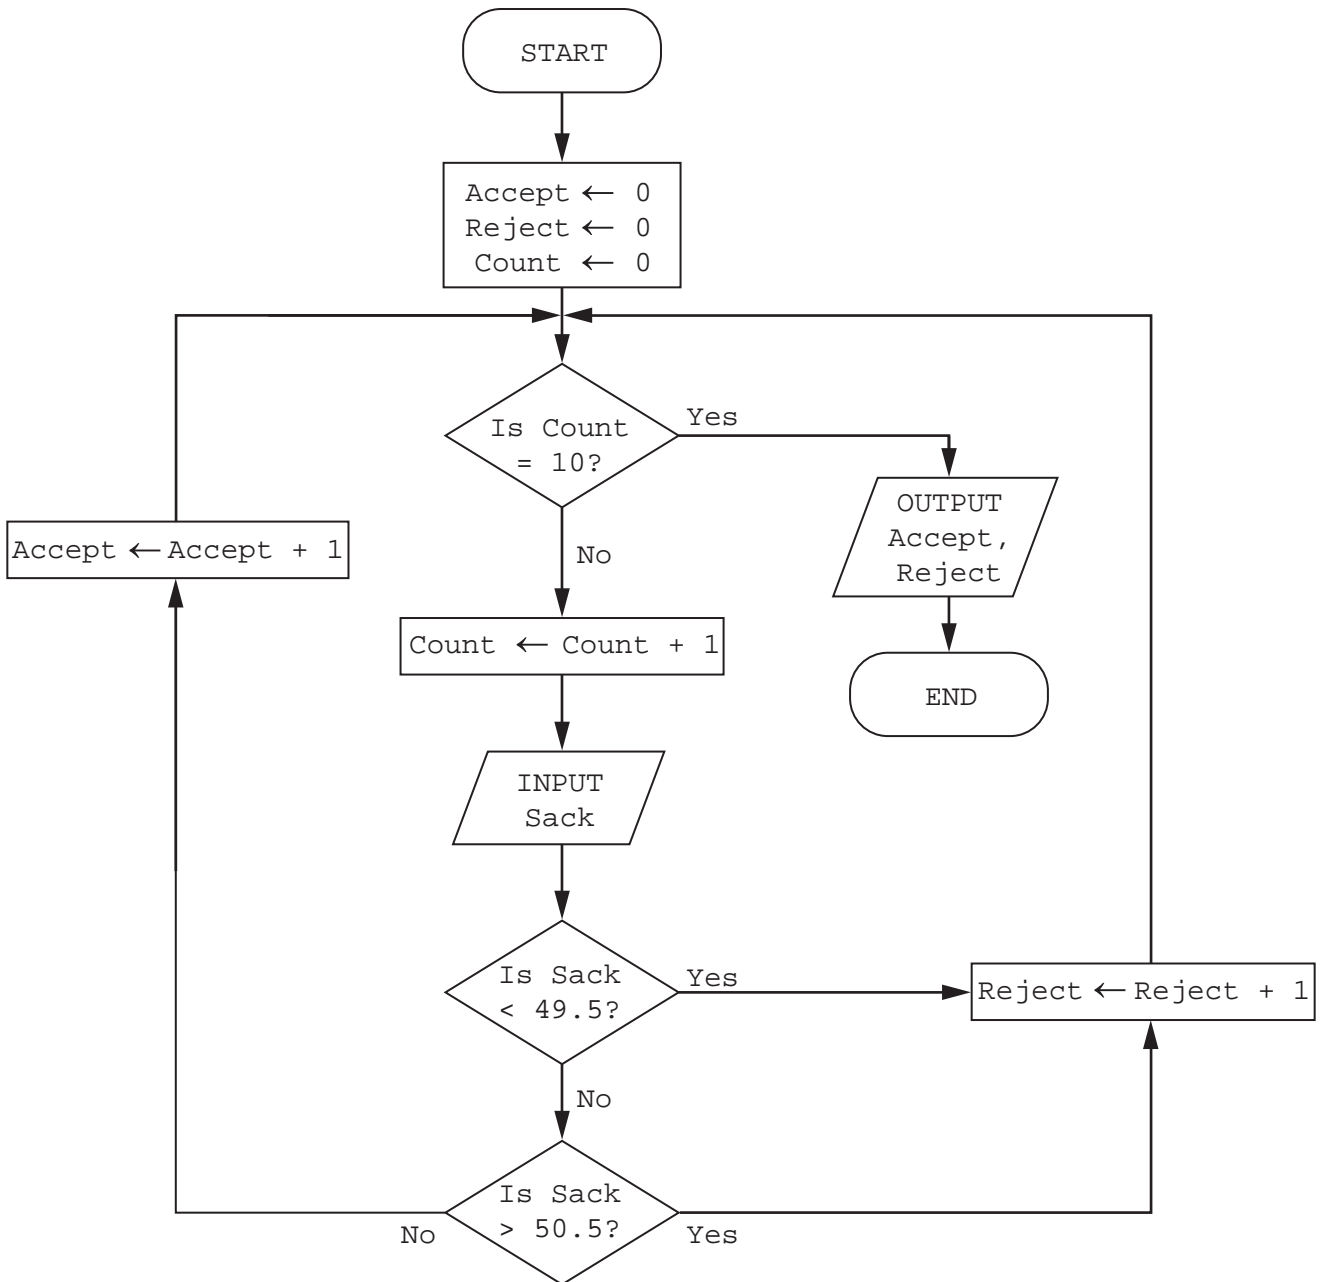 START
Accept ← 0
Reject ← 0
Count ← 0
Is Count
= 10?
Yes
OUTPUT
Accept,
Reject
END
No
Accept ← Accept + 1
Count ← Count + 1
INPUT
Sack
Is Sack
< 49.5?
Yes
Reject ← Reject + 1
No
Is Sack
> 50.5?
No
Yes